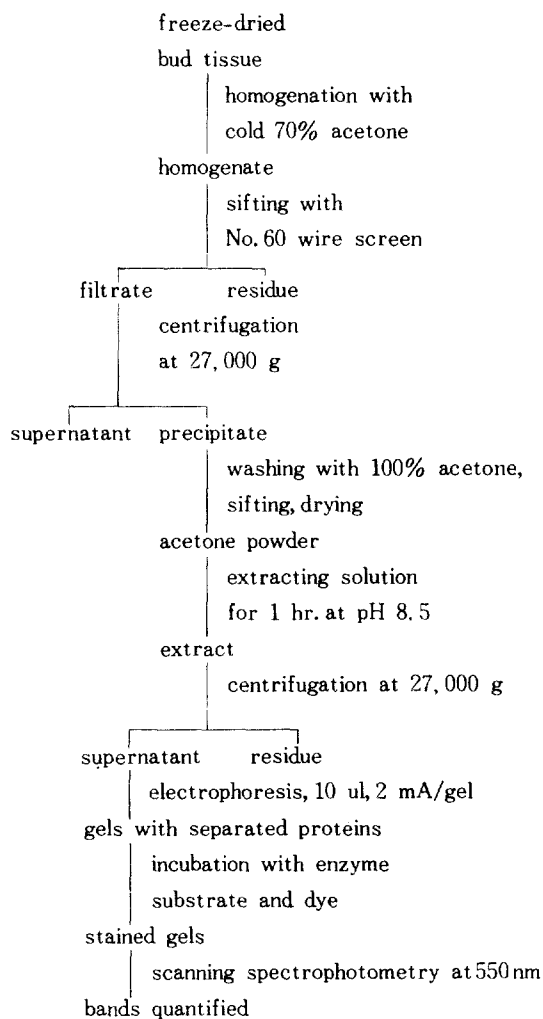 freeze-dried
bud tissue
homogenation with
cold 70% acetone
homogenate
sifting with
No. 60 wire screen
filtrate residue
centrifugation
at 27,000 g
supernatant precipitate
washing with 100% acetone,
sifting, drying
acetone powder
extracting solution
for 1 hr. at pH 8.5
extract
centrifugation at 27,000 g
supernatant residue
electrophoresis, 10 ul, 2 mA/gel
gels with separated proteins
incubation with enzyme
substrate and dye
stained gels
scanning spectrophotometry at 550 nm
bands quantified